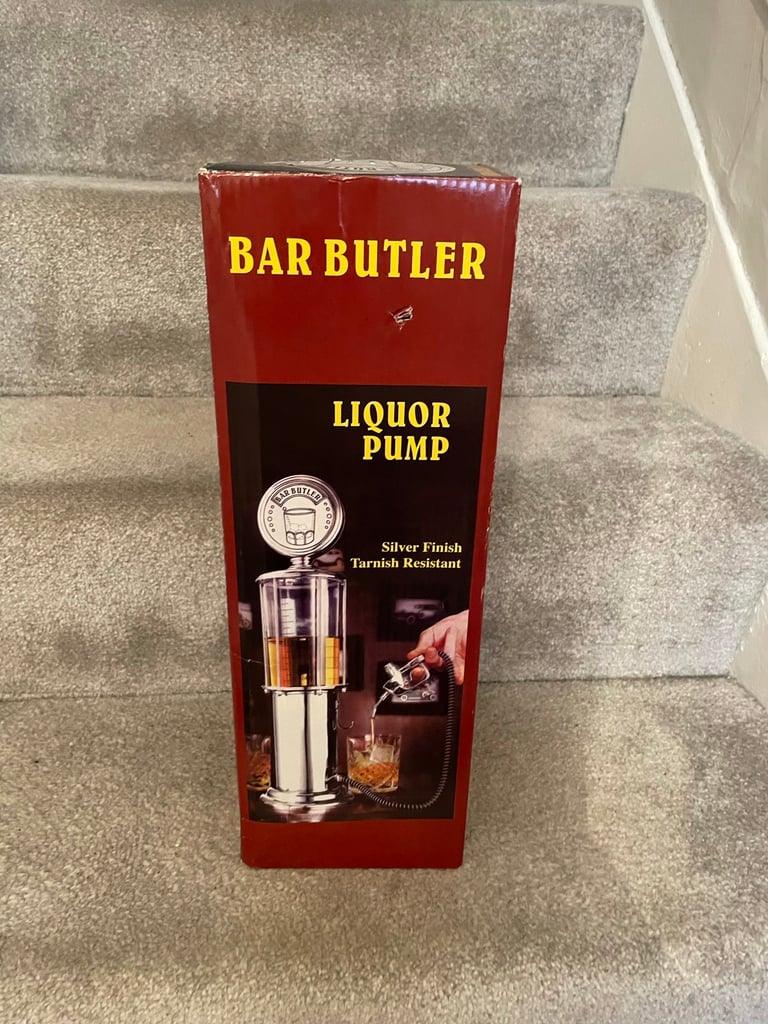 BAR BUTLER
LIQUOR
PUMP
BAR BUTLER
Silver Finish
Tarnish Resistant